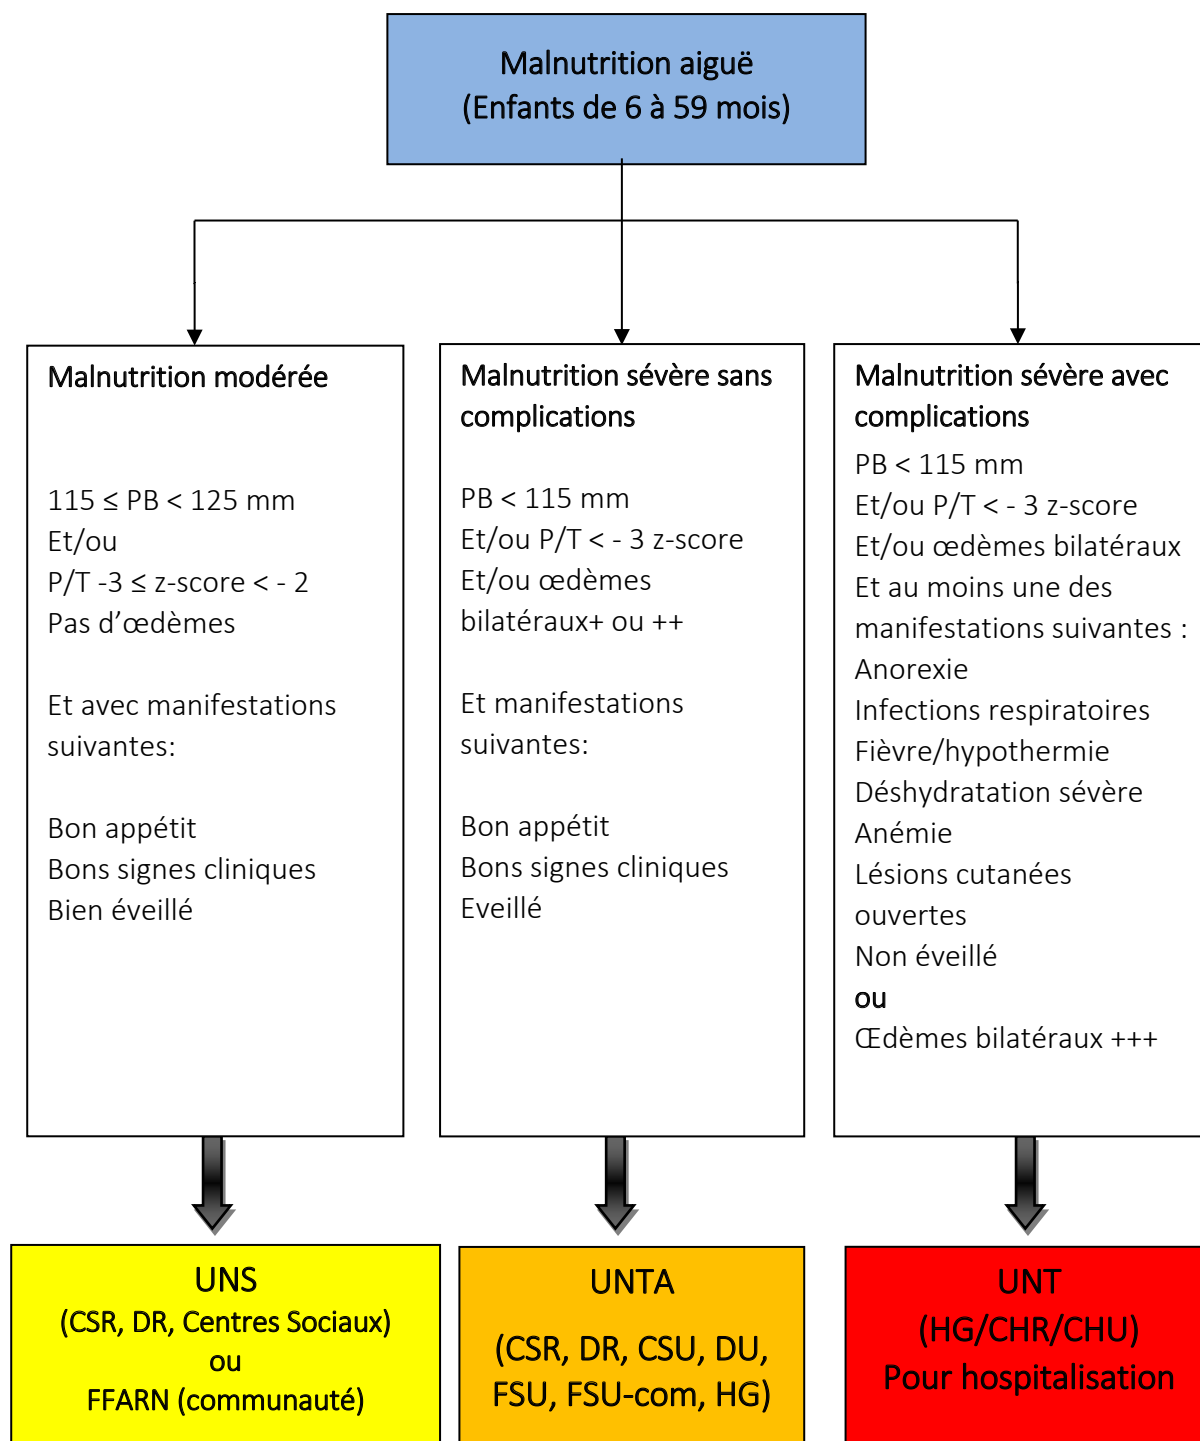 Malnutrition aiguë
(Enfants de 6 à 59 mois)
Malnutrition modérée
115 ≤ PB < 125 mm
Et/ou
P/T -3 ≤ z-score < - 2
Pas d’œdèmes
Et avec manifestations
suivantes:
Bon appétit
Bons signes cliniques
Bien éveillé
Malnutrition sévère sans
complications
PB < 115 mm
Et/ou P/T < - 3 z-score
Et/ou œdèmes
bilatéraux+ ou ++
Et manifestations
suivantes:
Bon appétit
Bons signes cliniques
Eveillé
Malnutrition sévère avec
complications
PB < 115 mm
Et/ou P/T < - 3 z-score
Et/ou œdèmes bilatéraux
Et au moins une des
manifestations suivantes :
Anorexie
Infections respiratoires
Fièvre/hypothermie
Déshydratation sévère
Anémie
Lésions cutanées
ouvertes
Non éveillé
ou
Œdèmes bilatéraux +++
UNS
(CSR, DR, Centres Sociaux)
ou
FFARN (communauté)
UNTA
(CSR, DR, CSU, DU,
FSU, FSU-com, HG)
UNT
(HG/CHR/CHU)
Pour hospitalisation